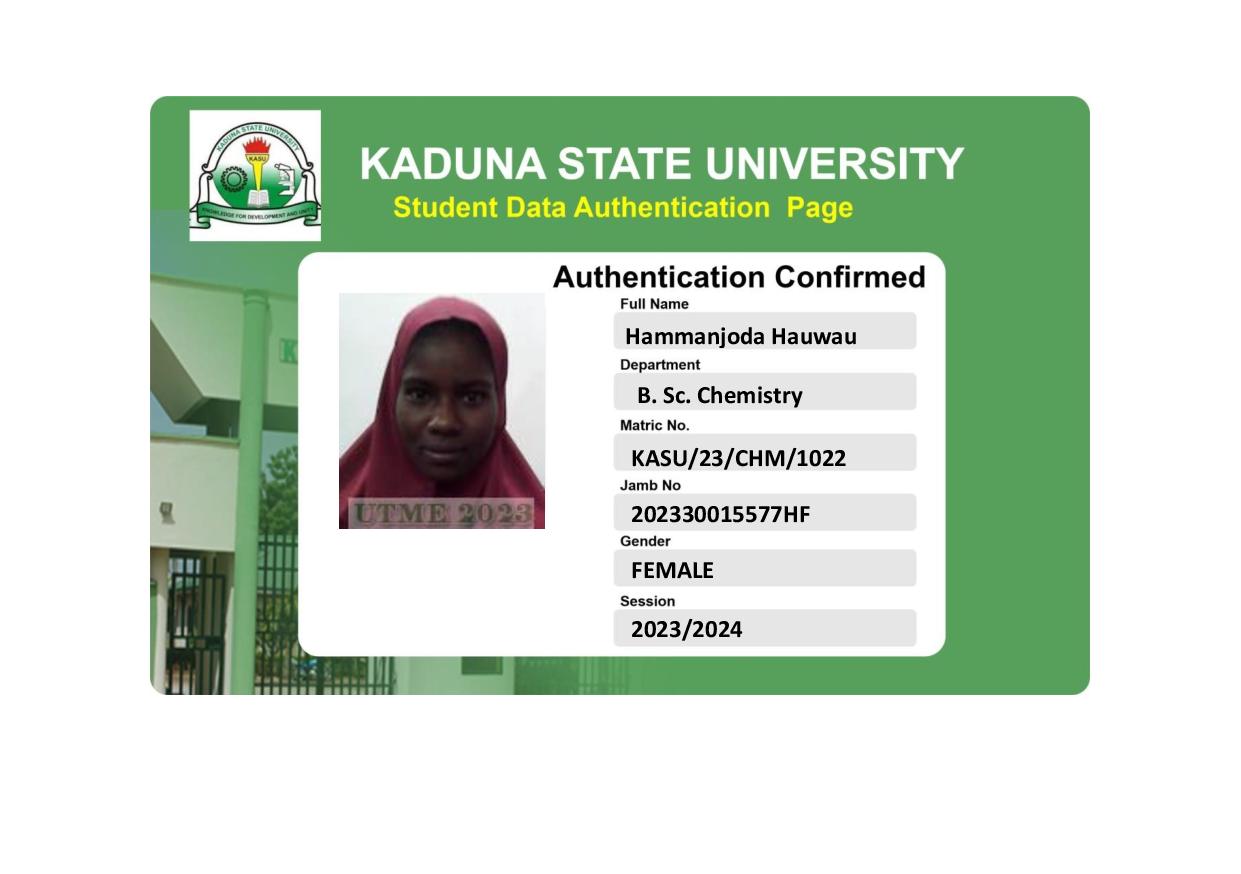 KADUNA STATE UNIVERSITY
KASU
KNOWLEDGE FOR DEVELOPMENT AND UNITY
KADUNA STATE UNIVERSITY
Student Data Authentication Page
Authentication Confirmed
Full Name
Hammanjoda Hauwau
Department
B. Sc. Chemistry
Matric No.
KASU/23/CHM/1022
Jamb No
202330015577HF
Gender
FEMALE
Session
2023/2024
UTME 2023
K